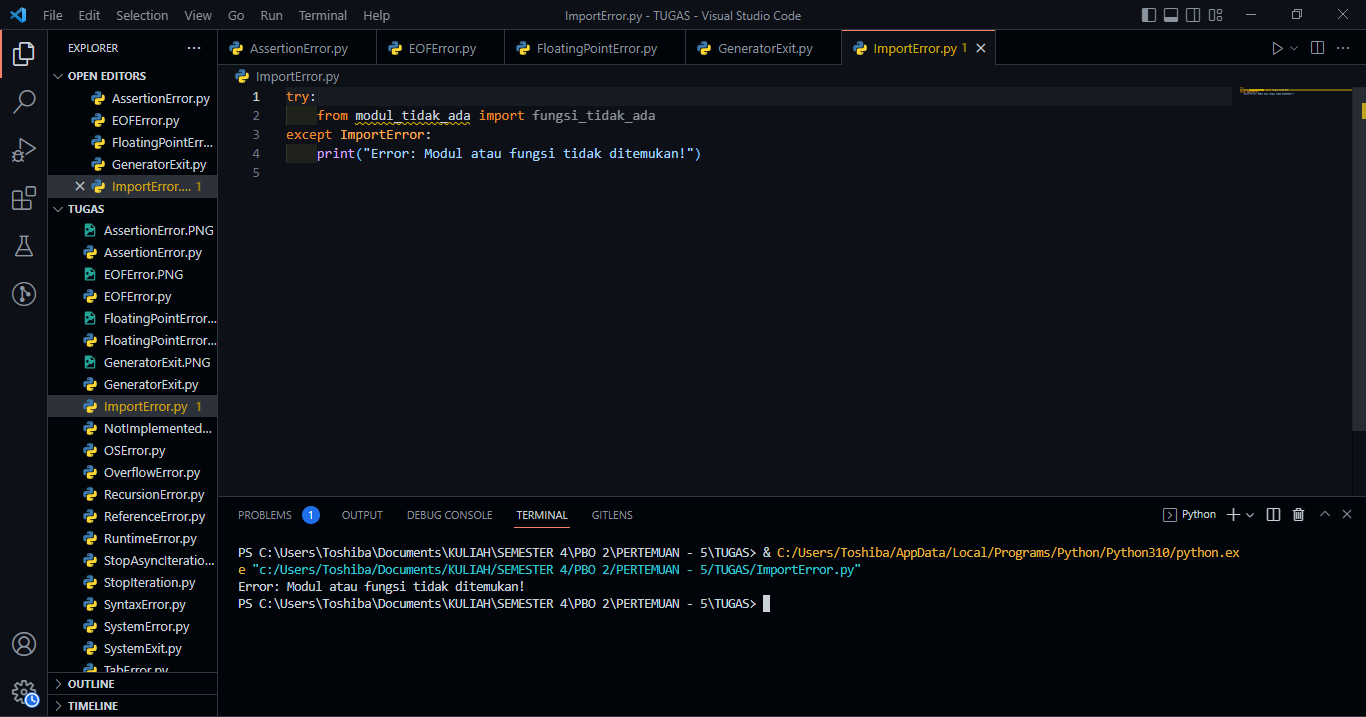 File Edit Selection View Go Run Terminal Help
ImportError.py - TUGAS - Visual Studio Code
EXPLORER
OPEN EDITORS
AssertionError.py
EOFError.py
FloatingPointErr...
GeneratorExit.py
ImportError.... 1
TUGAS
AssertionError.PNG
AssertionError.py
EOFError.PNG
EOFError.py
FloatingPointError...
FloatingPointError...
GeneratorExit.PNG
GeneratorExit.py
ImportError.py 1
NotImplemented...
OSError.py
OverflowError.py
RecursionError.py
ReferenceError.py
RuntimeError.py
StopAsyncIteratio...
StopIteration.py
SyntaxError.py
SystemError.py
SystemExit.py
TabError.py
OUTLINE
TIMELINE
AssertionError.py EOFError.py FloatingPointError.py GeneratorExit.py ImportError.py 1
ImportError.py
1 try:
2 from modul_tidak_ada import fungsi_tidak_ada
3 except ImportError:
4 print("Error: Modul atau fungsi tidak ditemukan!")
5
PROBLEMS 1 OUTPUT DEBUG CONSOLE TERMINAL GITLENS
Python
PS C:\Users\Toshiba\Documents\KULIAH\SEMESTER 4\PBO 2\PERTEMUAN - 5\TUGAS> & C:/Users/Toshiba/AppData/Local/Programs/Python/Python310/python.ex
e "c:/Users/Toshiba/Documents/KULIAH/SEMESTER 4/PBO 2/PERTEMUAN - 5/TUGAS/ImportError.py"
Error: Modul atau fungsi tidak ditemukan!
PS C:\Users\Toshiba\Documents\KULIAH\SEMESTER 4\PBO 2\PERTEMUAN - 5\TUGAS>